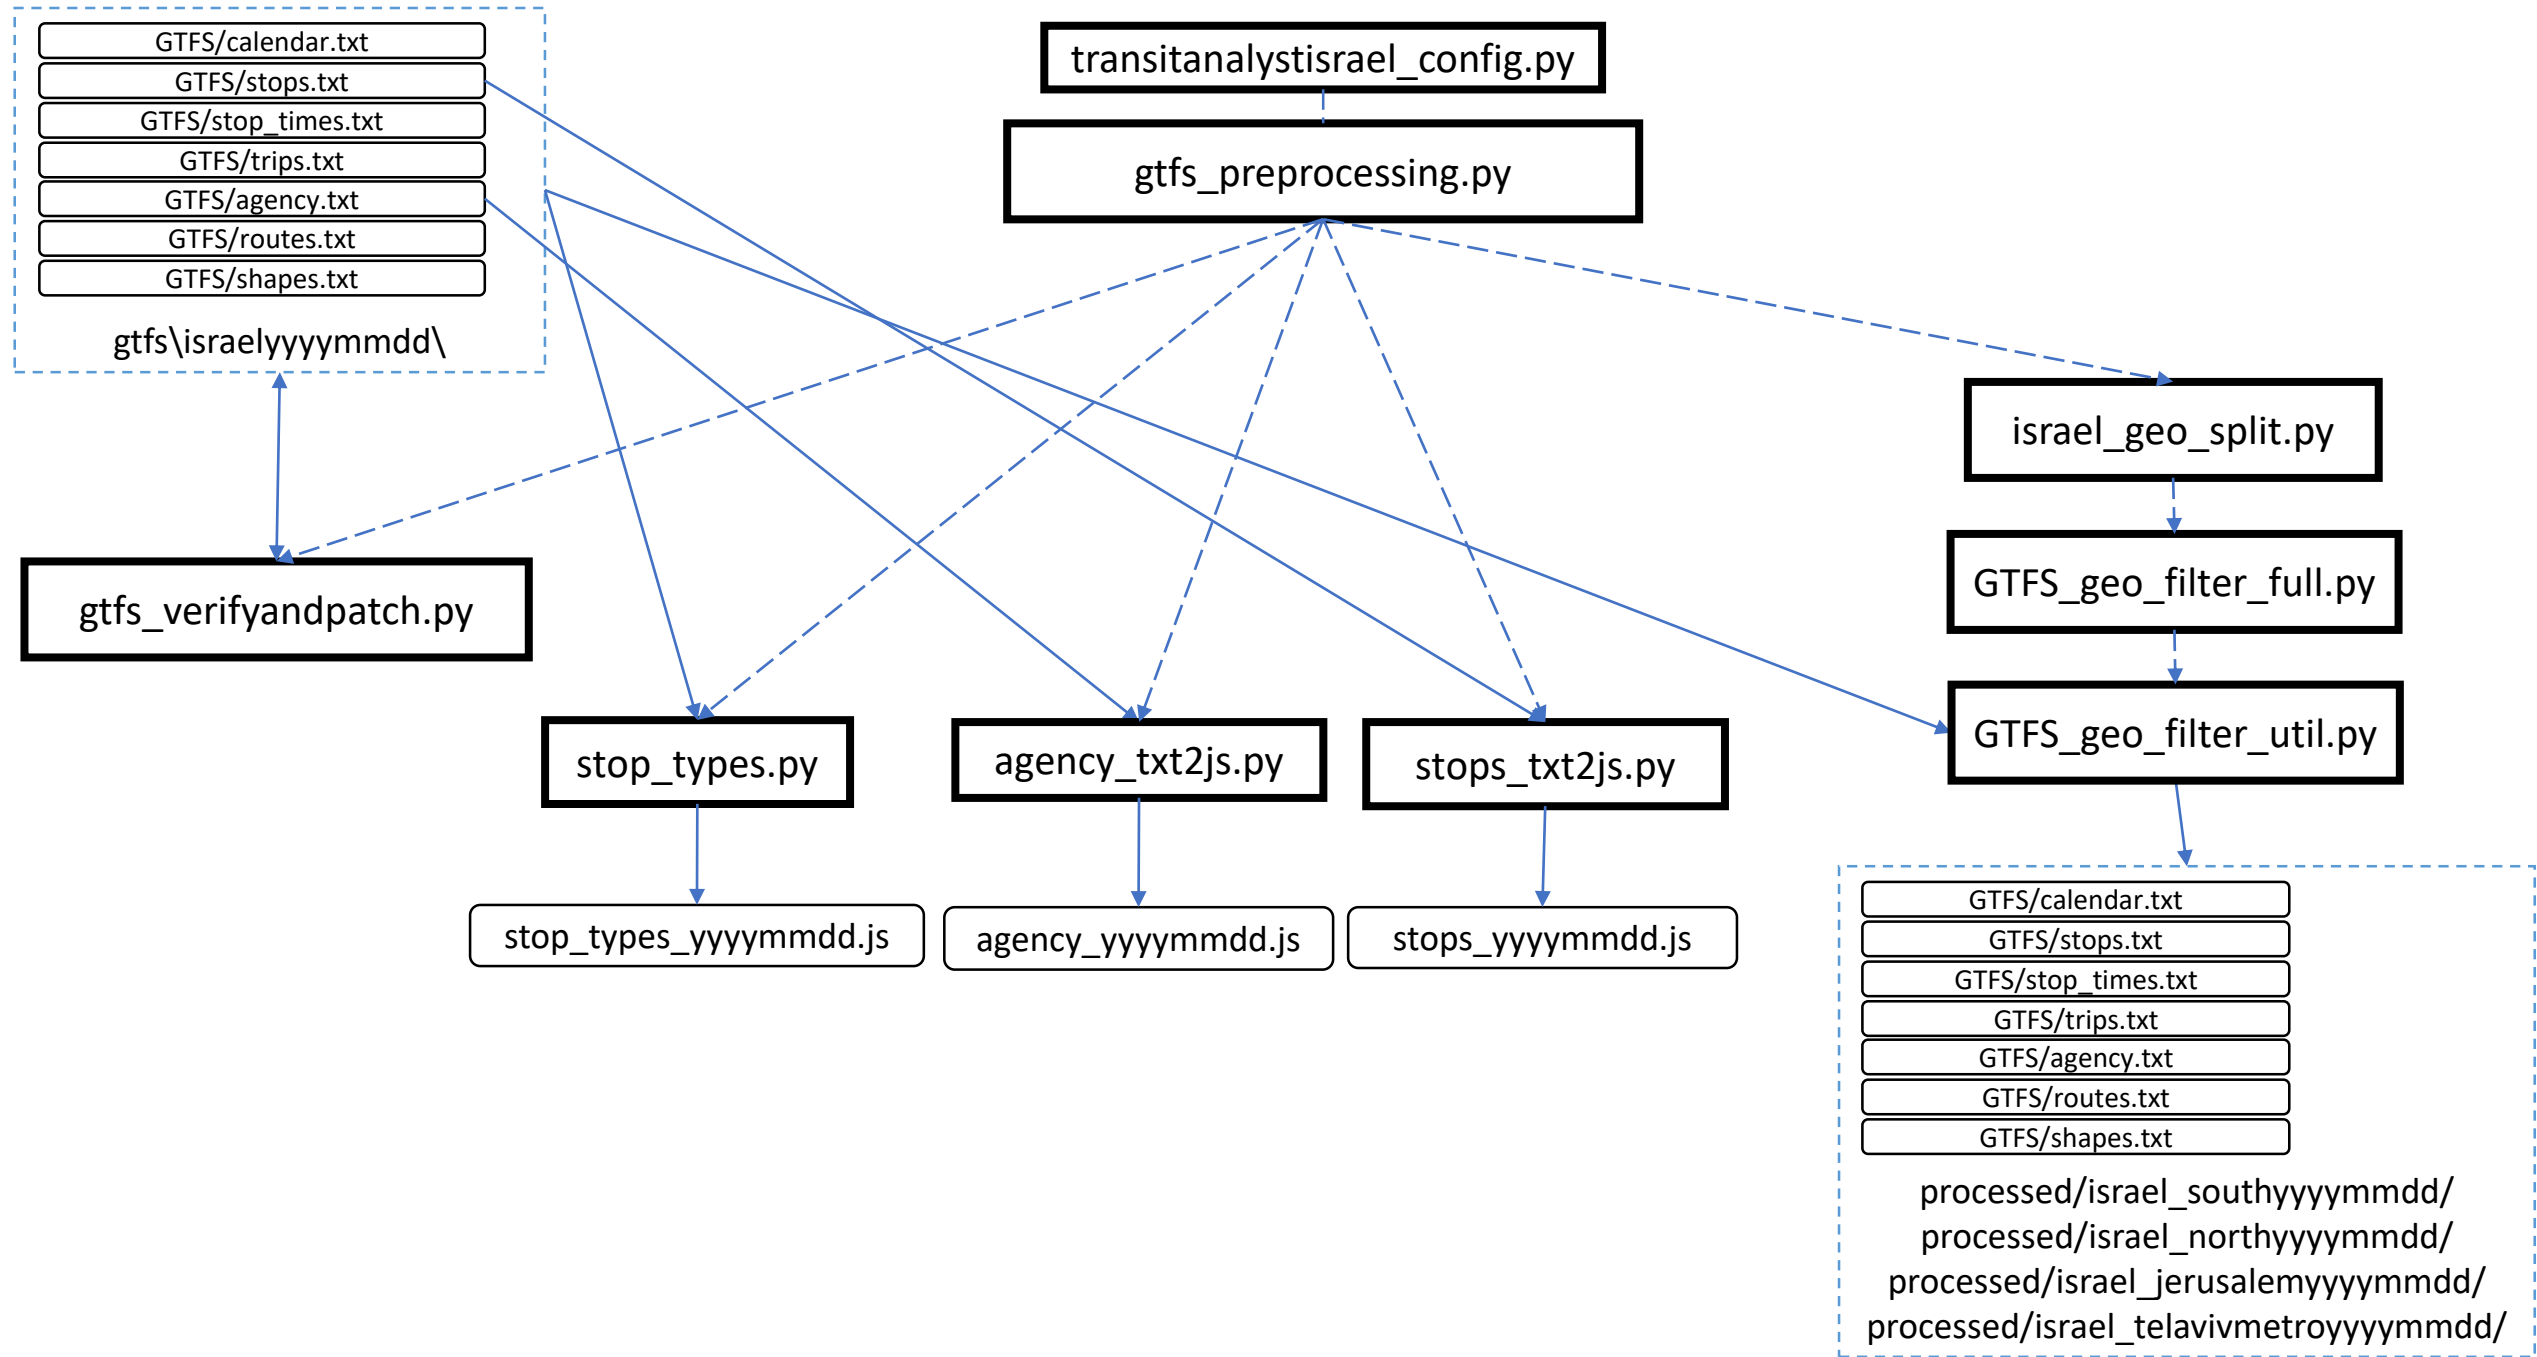 GTFS/calendar.txt
GTFS/stops.txt
GTFS/stop_times.txt
GTFS/trips.txt
GTFS/agency.txt
GTFS/routes.txt
GTFS/shapes.txt
gtfs\israelyyyymmdd\
transitanalystisrael_config.py
gtfs_preprocessing.py
israel_geo_split.py
gtfs_verifyandpatch.py
GTFS_geo_filter_full.py
stop_types.py
agency_txt2js.py
stops_txt2js.py
GTFS_geo_filter_util.py
stop_types_yyyymmdd.js
agency_yyyymmdd.js
stops_yyyymmdd.js
GTFS/calendar.txt
GTFS/stops.txt
GTFS/stop_times.txt
GTFS/trips.txt
GTFS/agency.txt
GTFS/routes.txt
GTFS/shapes.txt
processed/israel_southyyyymmdd/
processed/israel_northyyyymmdd/
processed/israel_jerusalemyyyymmdd/
processed/israel_telavivmetroyyyymmdd/